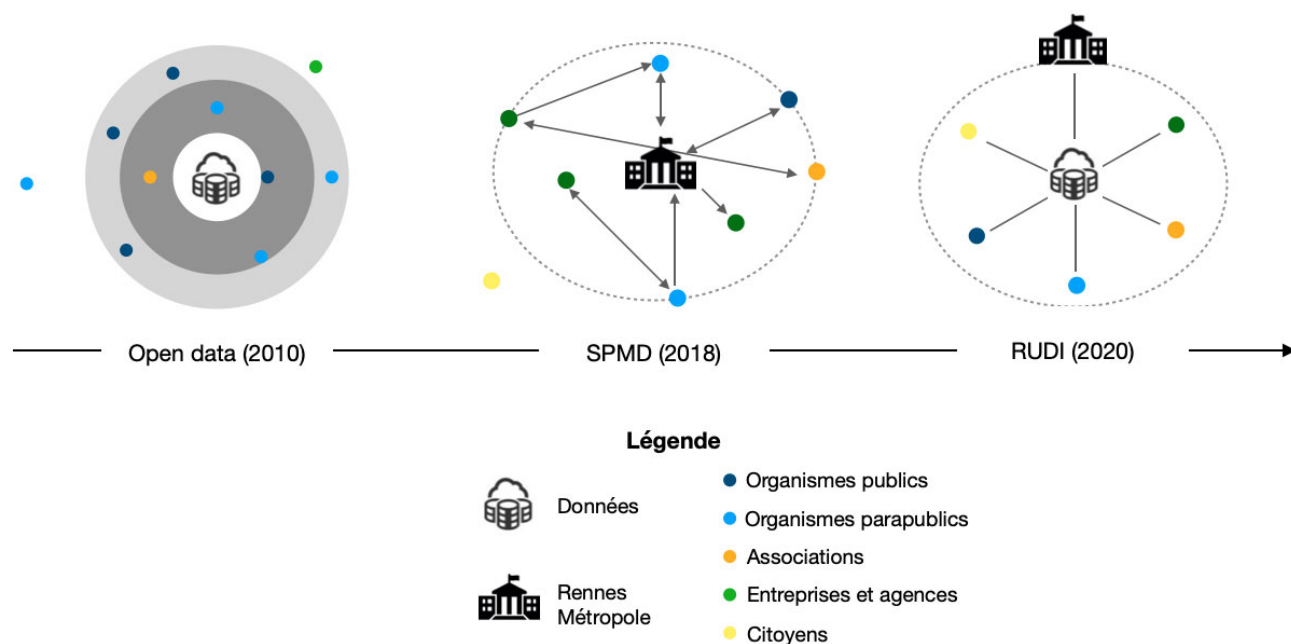 Open data (2010)
SPMD (2018)
RUDI (2020)
Légende
Données
Rennes
Métropole
Organismes publics
Organismes parapublics
Associations
Entreprises et agences
Citoyens